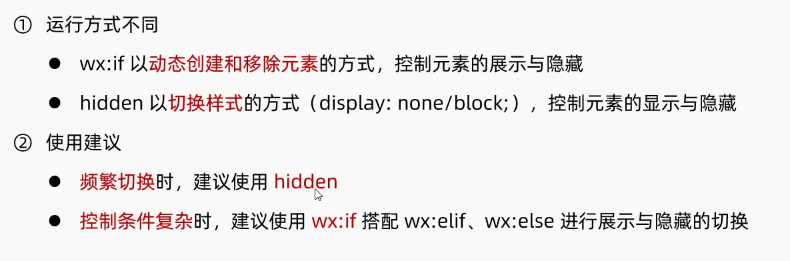 ① 运行方式不同
● wx:if 以动态创建和移除元素的方式，控制元素的展示与隐藏
● hidden 以切换样式的方式（display: none/block;），控制元素的显示与隐藏
② 使用建议
● 频繁切换时，建议使用 hidden
● 控制条件复杂时，建议使用 wx:if 搭配 wx:elif、wx:else 进行展示与隐藏的切换